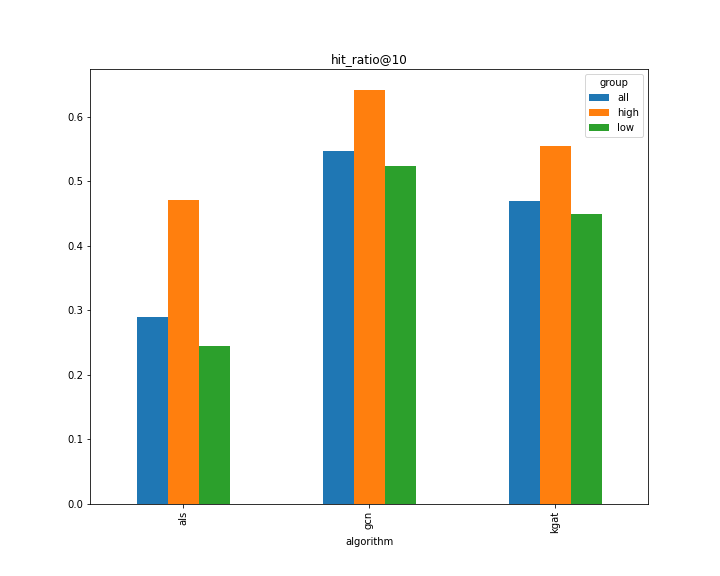 hit_ratio@10
group
all
high
low
0.6
0.5
0.4
0.3
0.2
0.1
0.0
als
gcn
kgat
algorithm